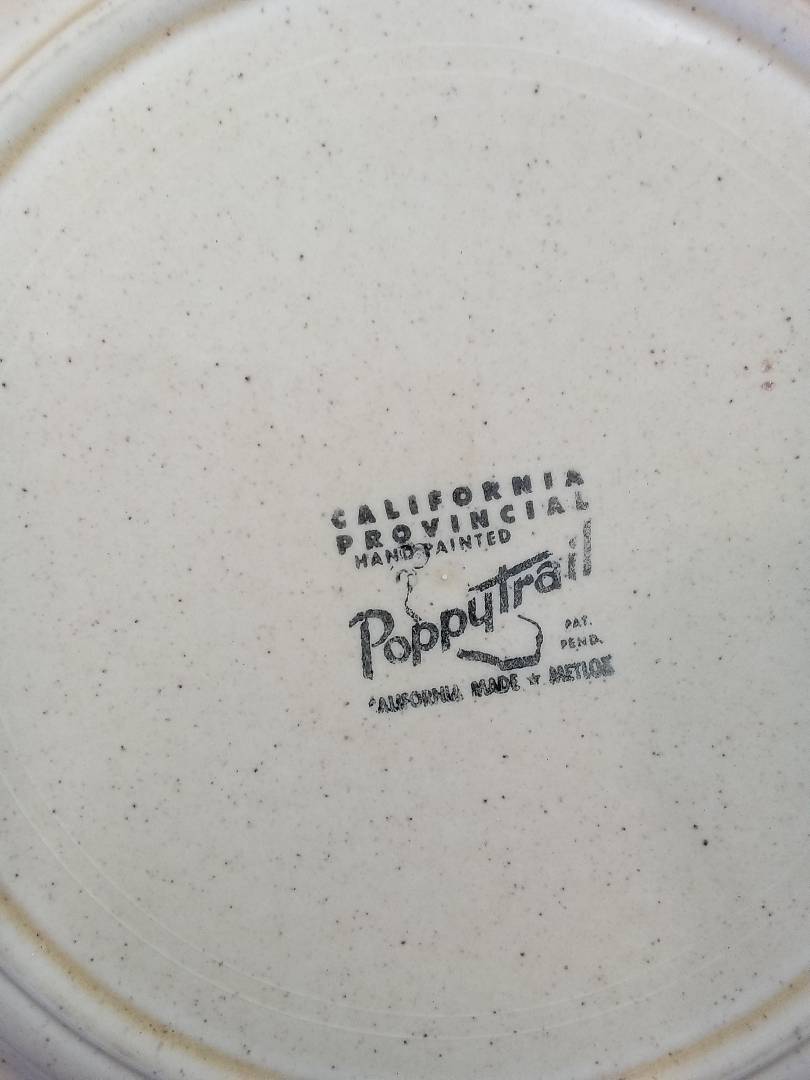 CALIFORNIA
PROVINCIAL
HAND PAINTED
Poppytrail
PAT.
PEND.
CALIFORNIA MADE ☆ METLOX